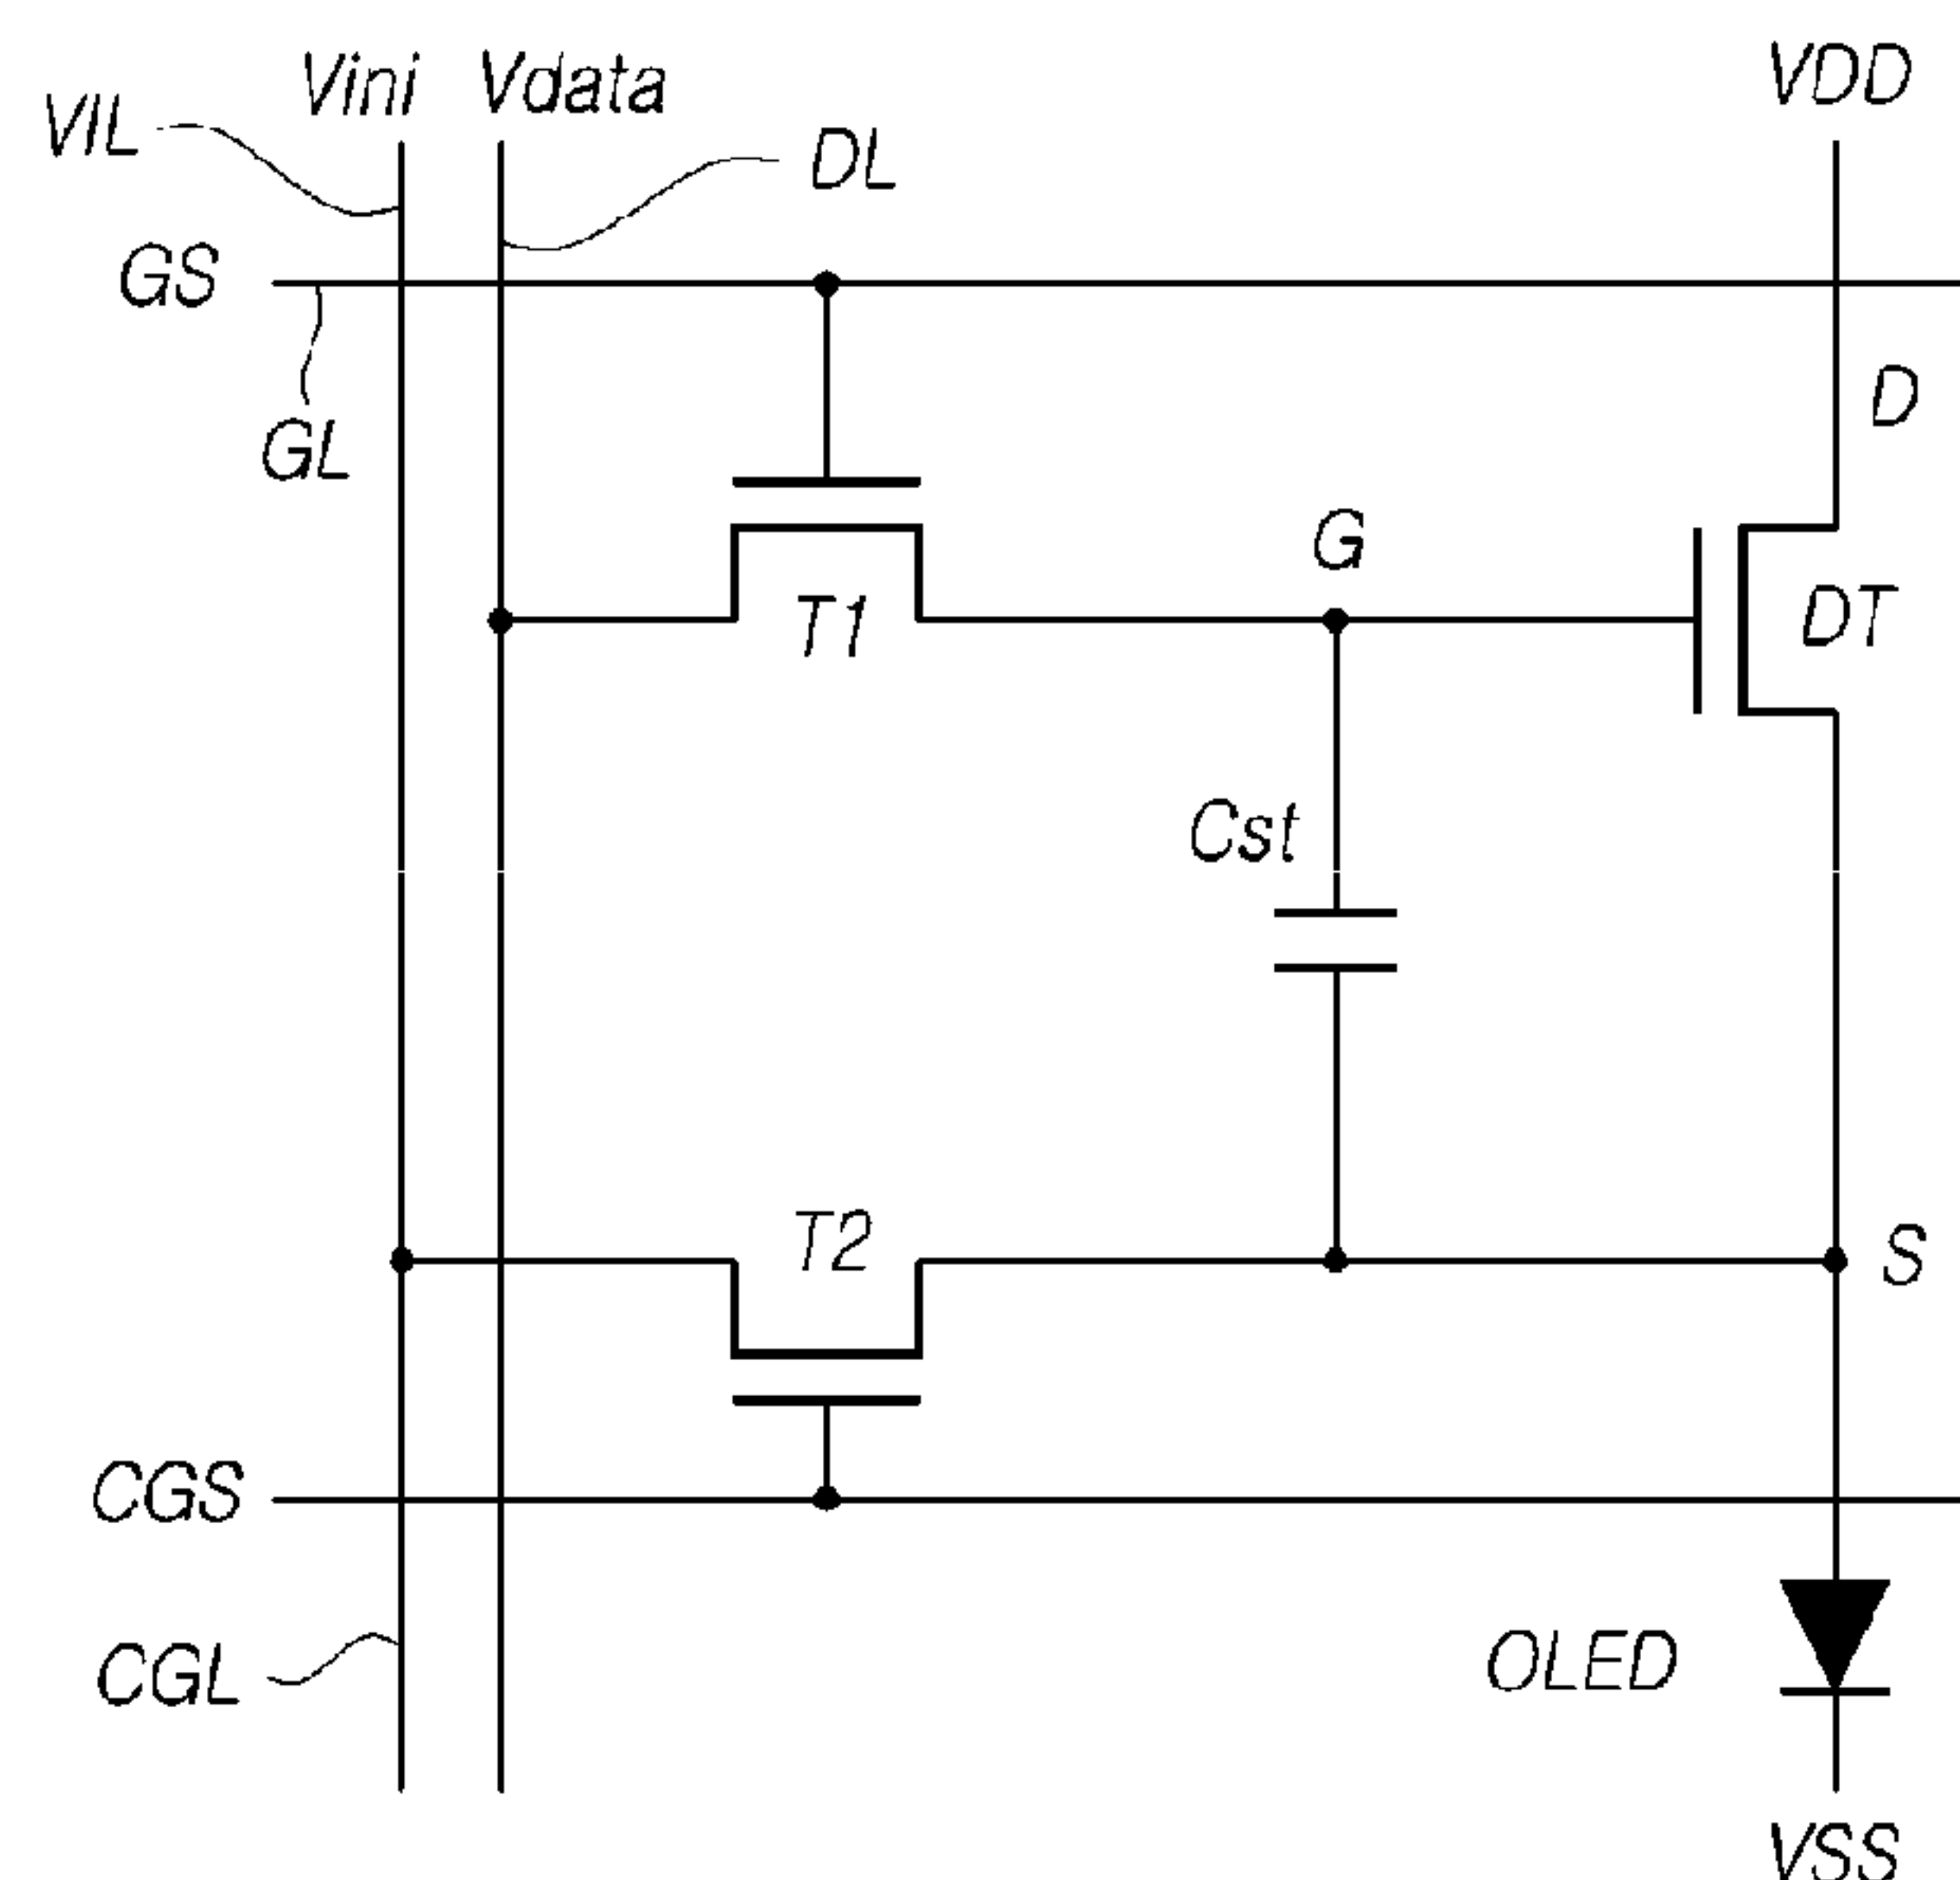 Vini
Vdata
VDD
VIL
DL
GS
D
GL
G
T1
DT
Cst
T2
S
CGS
CGL
OLED
VSS